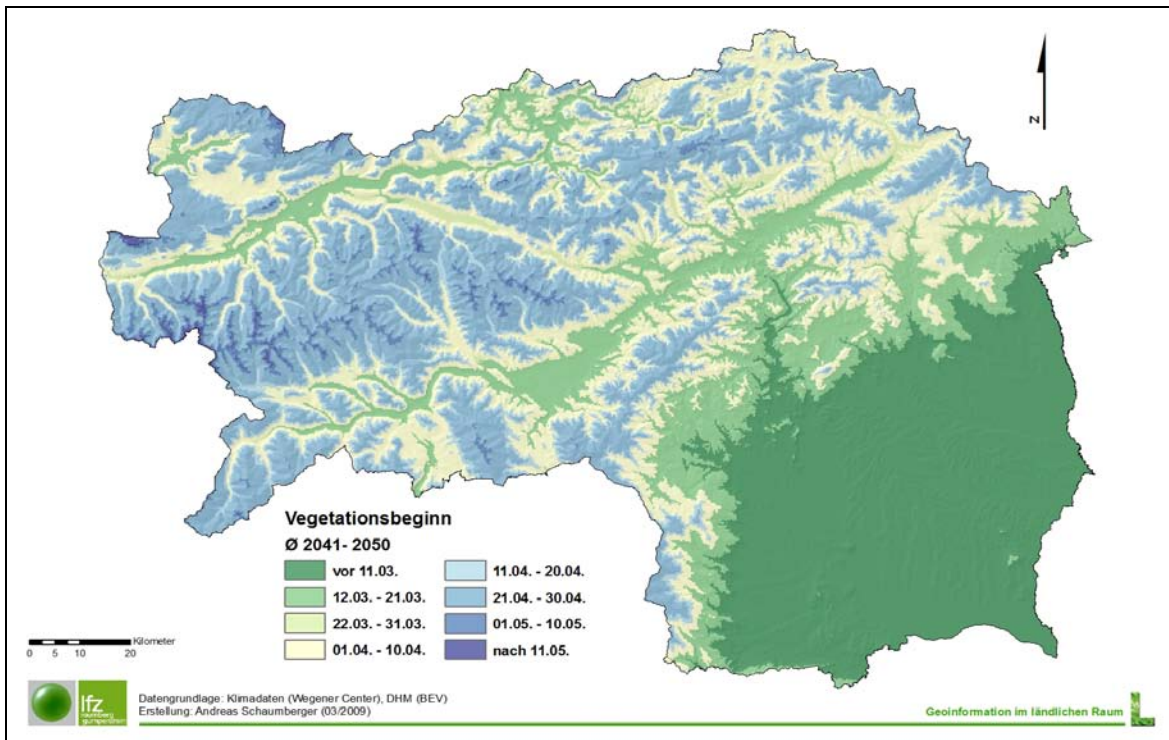 Z
Vegetationsbeginn
Ø 2041- 2050
vor 11.03.
12.03. - 21.03.
22.03. - 31.03.
01.04. - 10.04.
11.04. - 20.04.
21.04. - 30.04.
01.05. - 10.05.
nach 11.05.
Kilometer
0 5 10 20
lfz
raumberg
gumpenstein
Datengrundlage: Klimadaten (Wegener Center), DHM (BEV)
Erstellung: Andreas Schaumberger (03/2009)
Geoinformation im ländlichen Raum
L